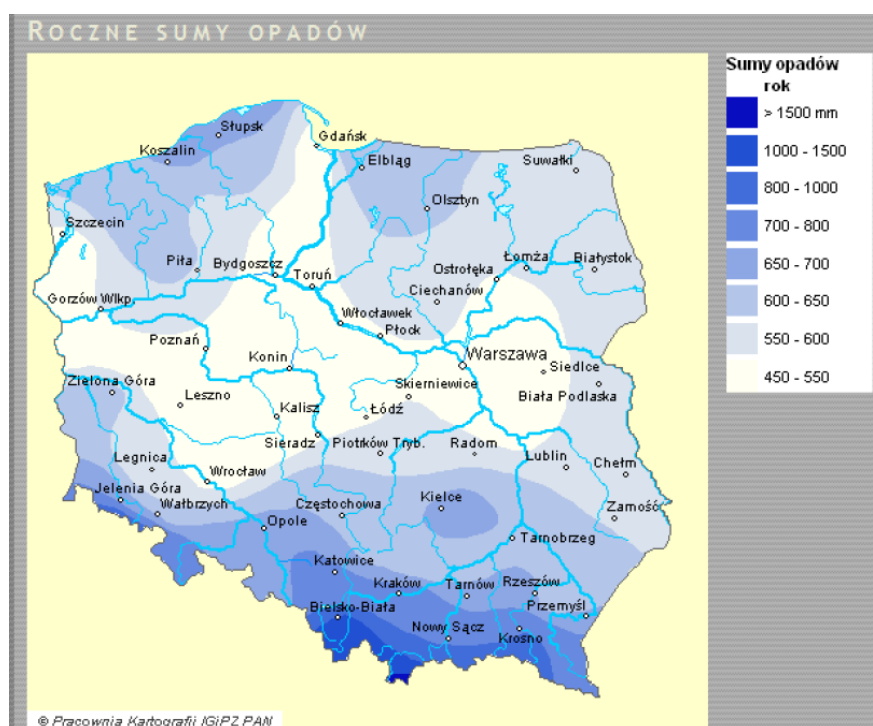 ROCZNE SUMY OPADÓW
Sumy opadów
rok
> 1500 mm
1000 - 1500
800 - 1000
700 - 800
650 - 700
600 - 650
550 - 600
450 - 550
Słupsk
Gdańsk
Koszalin
Elbląg
Suwałki
Olsztyn
Szczecin
Piła
Bydgoszcz
Toruń
Ostrołęka
Łomża
Białystok
Ciechanów
Gorzów Wlkp.
Włocławek
Płock
Poznań
Konin
Warszawa
Siedlce
Zielona Góra
Leszno
Kalisz
Skierniewice
Łódź
Biała Podlaska
Sieradz
Piotrków Tryb.
Radom
Lublin
Chełm
Legnica
Wrocław
Jelenia Góra
Wałbrzych
Częstochowa
Kielce
Zamość
Opole
Tarnobrzeg
Katowice
Kraków
Tarnów
Rzeszów
Bielsko-Biała
Przemyśl
Nowy Sącz
Krosno
© Pracownia Kartografii IGiPZ PAN